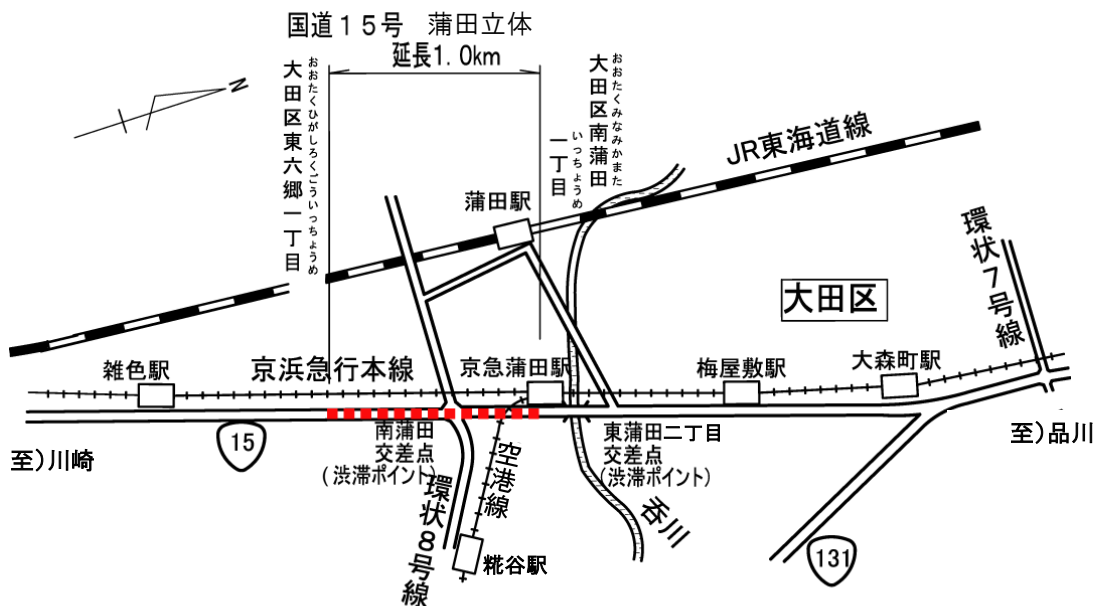 国道15号 蒲田立体
延長1.0km
大田区東六郷一丁目
おおたくひがしろくごういっちょうめ
大田区南蒲田
おおたくみなみかまた
一丁目
いっちょうめ
N
JR東海道線
蒲田駅
環状7号線
大田区
雑色駅
京浜急行本線
京急蒲田駅
梅屋敷駅
大森町駅
至)川崎
15
南蒲田
交差点
(渋滞ポイント)
環状8号線
空港線
糀谷駅
東蒲田二丁目
交差点
(渋滞ポイント)
呑川
131
至)品川